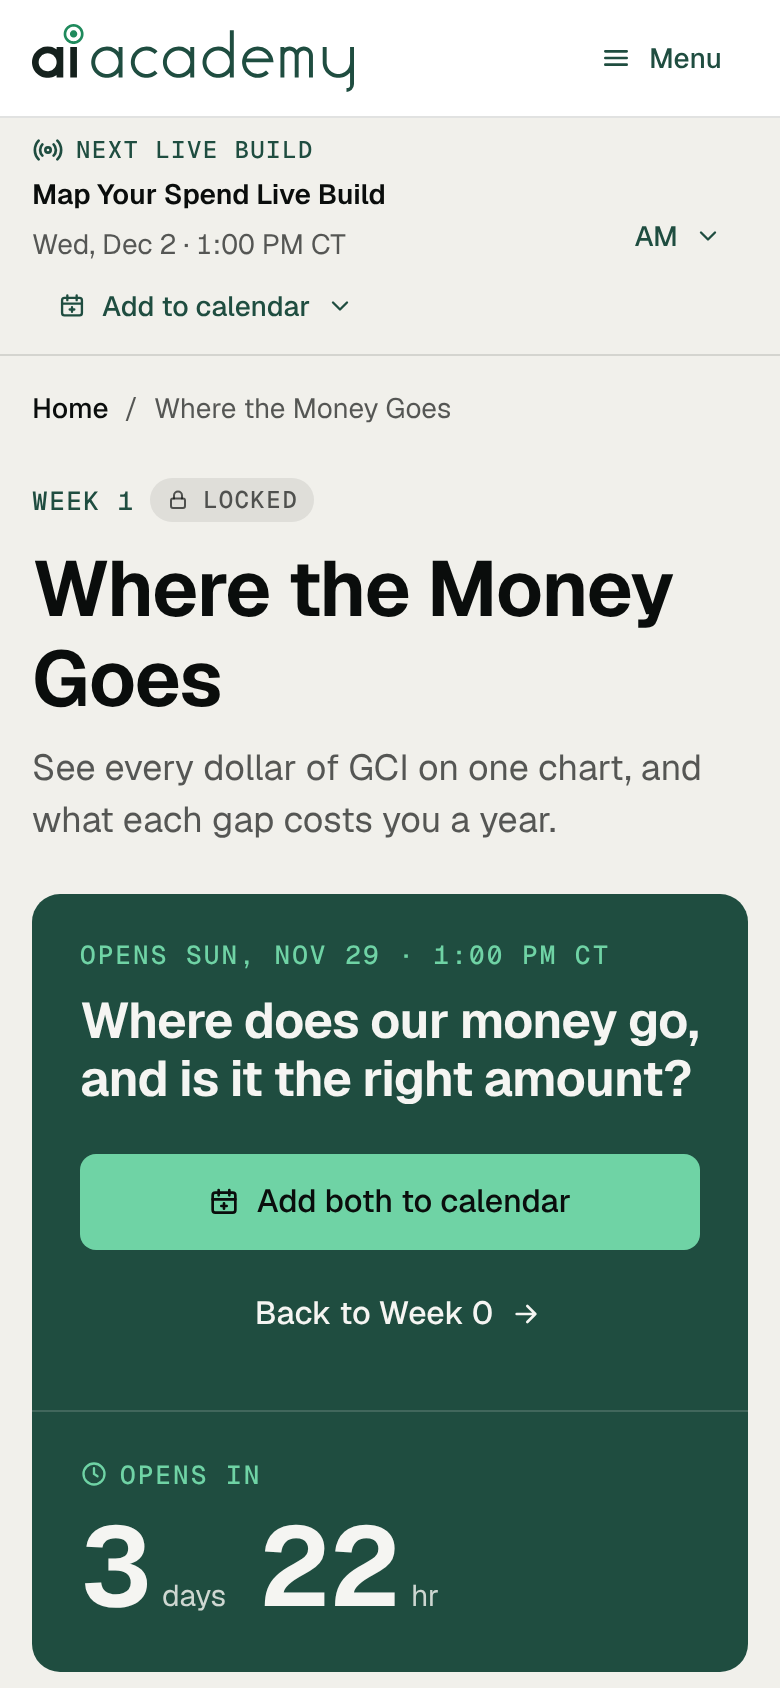 ai academy
Menu
NEXT LIVE BUILD
Map Your Spend Live Build
Wed, Dec 2 · 1:00 PM CT
AM
Add to calendar
Home / Where the Money Goes
WEEK 1 LOCKED
Where the Money
Goes
See every dollar of GCI on one chart, and
what each gap costs you a year.
OPENS SUN, NOV 29 · 1:00 PM CT
Where does our money go,
and is it the right amount?
Add both to calendar
Back to Week 0 →
OPENS IN
3 days 22 hr